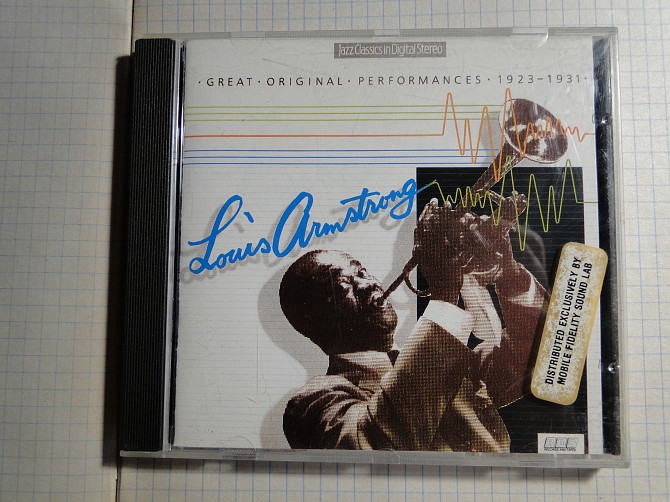 Jazz Classics in Digital Stereo
· GREAT · ORIGINAL · PERFORMANCES · 1923–1931 ·
Louis Armstrong
DISTRIBUTED EXCLUSIVELY BY
MOBILE FIDELITY SOUND LAB
BBC